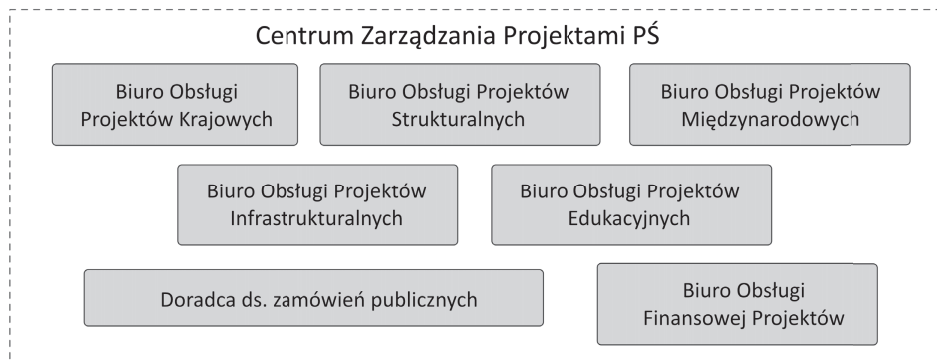 Centrum Zarządzania Projektami PŚ
Biuro Obsługi
Projektów Krajowych
Biuro Obsługi Projektów
Strukturalnych
Biuro Obsługi Projektów
Międzynarodowych
Biuro Obsługi Projektów
Infrastrukturalnych
Biuro Obsługi Projektów
Edukacyjnych
Doradca ds. zamówień publicznych
Biuro Obsługi
Finansowej Projektów